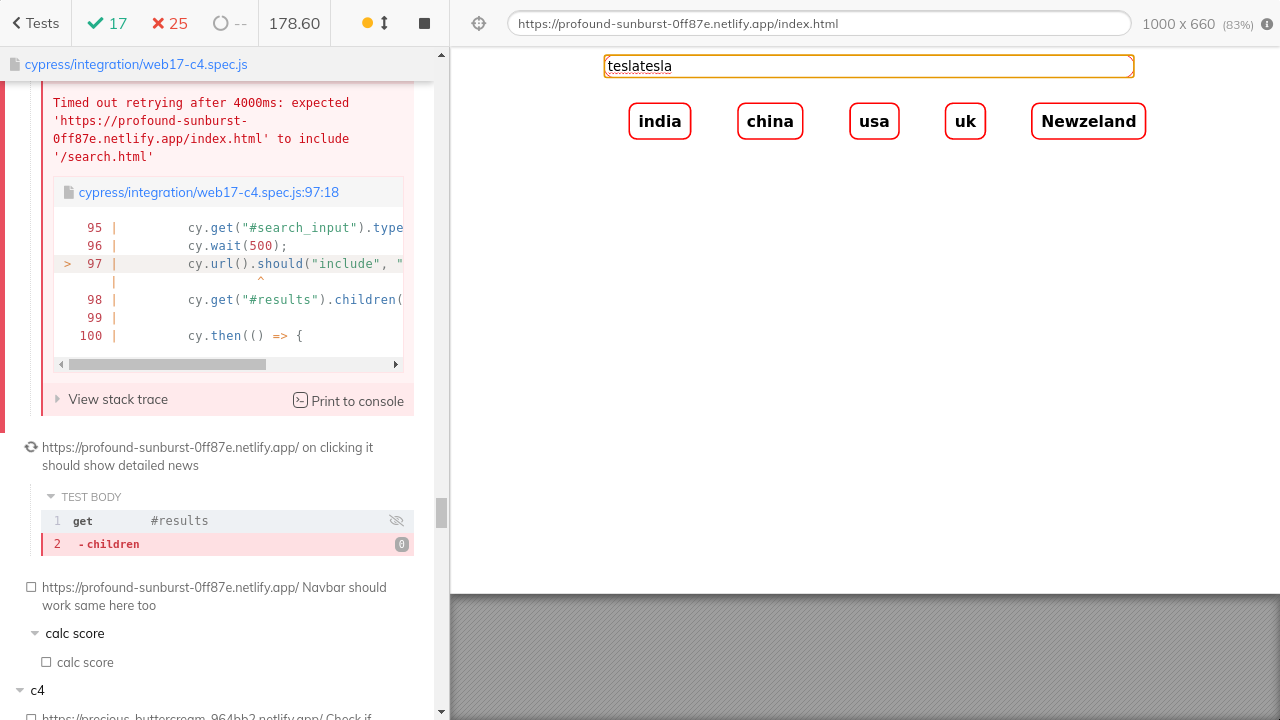 Tests 17 25 -- 178.60
https://profound-sunburst-0ff87e.netlify.app/index.html 1000 x 660 (83%)
cypress/integration/web17-c4.spec.js
Timed out retrying after 4000ms: expected
'https://profound-sunburst-
0ff87e.netlify.app/index.html' to include
'/search.html'
cypress/integration/web17-c4.spec.js:97:18
95 | cy.get("#search_input").type
96 | cy.wait(500);
> 97 | cy.url().should("include", "
| ^
98 | cy.get("#results").children(
99 |
100 | cy.then(() => {
View stack trace Print to console
https://profound-sunburst-0ff87e.netlify.app/ on clicking it
should show detailed news
TEST BODY
1 get #results
2 -children 0
https://profound-sunburst-0ff87e.netlify.app/ Navbar should
work same here too
calc score
calc score
c4
https://precious-buttercream-964bb2.netlify.app/ Check if
teslatesla
india china usa uk Newzeland